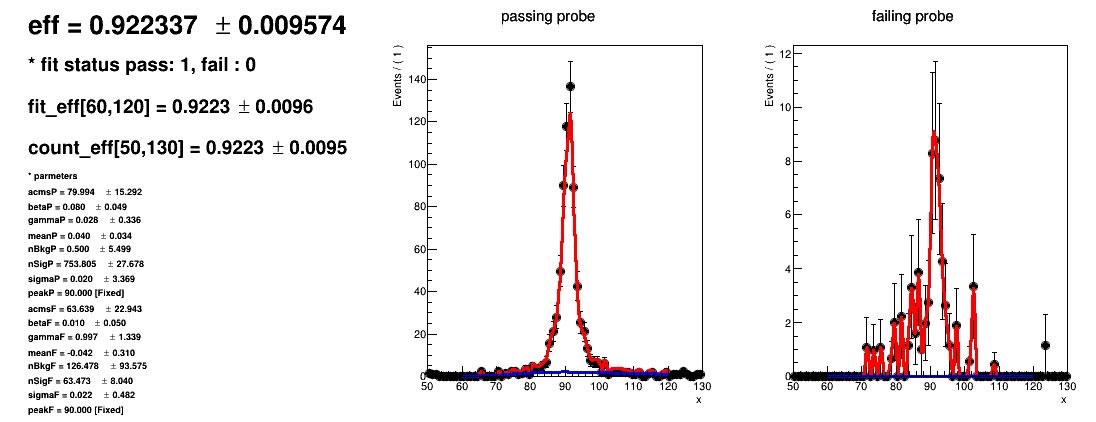 eff = 0.922337 ± 0.009574
* fit status pass: 1, fail : 0
fit_eff[60,120] = 0.9223 ± 0.0096
count_eff[50,130] = 0.9223 ± 0.0095
* parmeters
acmsP = 79.994 ± 15.292
betaP = 0.080 ± 0.049
gammaP = 0.028 ± 0.336
meanP = 0.040 ± 0.034
nBkgP = 0.500 ± 5.499
nSigP = 753.805 ± 27.678
sigmaP = 0.020 ± 3.369
peakP = 90.000 [Fixed]
acmsF = 63.639 ± 22.943
betaF = 0.010 ± 0.050
gammaF = 0.997 ± 1.339
meanF = -0.042 ± 0.310
nBkgF = 126.478 ± 93.575
nSigF = 63.473 ± 8.040
sigmaF = 0.022 ± 0.482
peakF = 90.000 [Fixed]
passing probe
Events / ( 1 )
140
120
100
80
60
40
20
0
50 60 70 80 90 100 110 120 130
x
failing probe
Events / ( 1 )
12
10
8
6
4
2
0
50 60 70 80 90 100 110 120 130
x